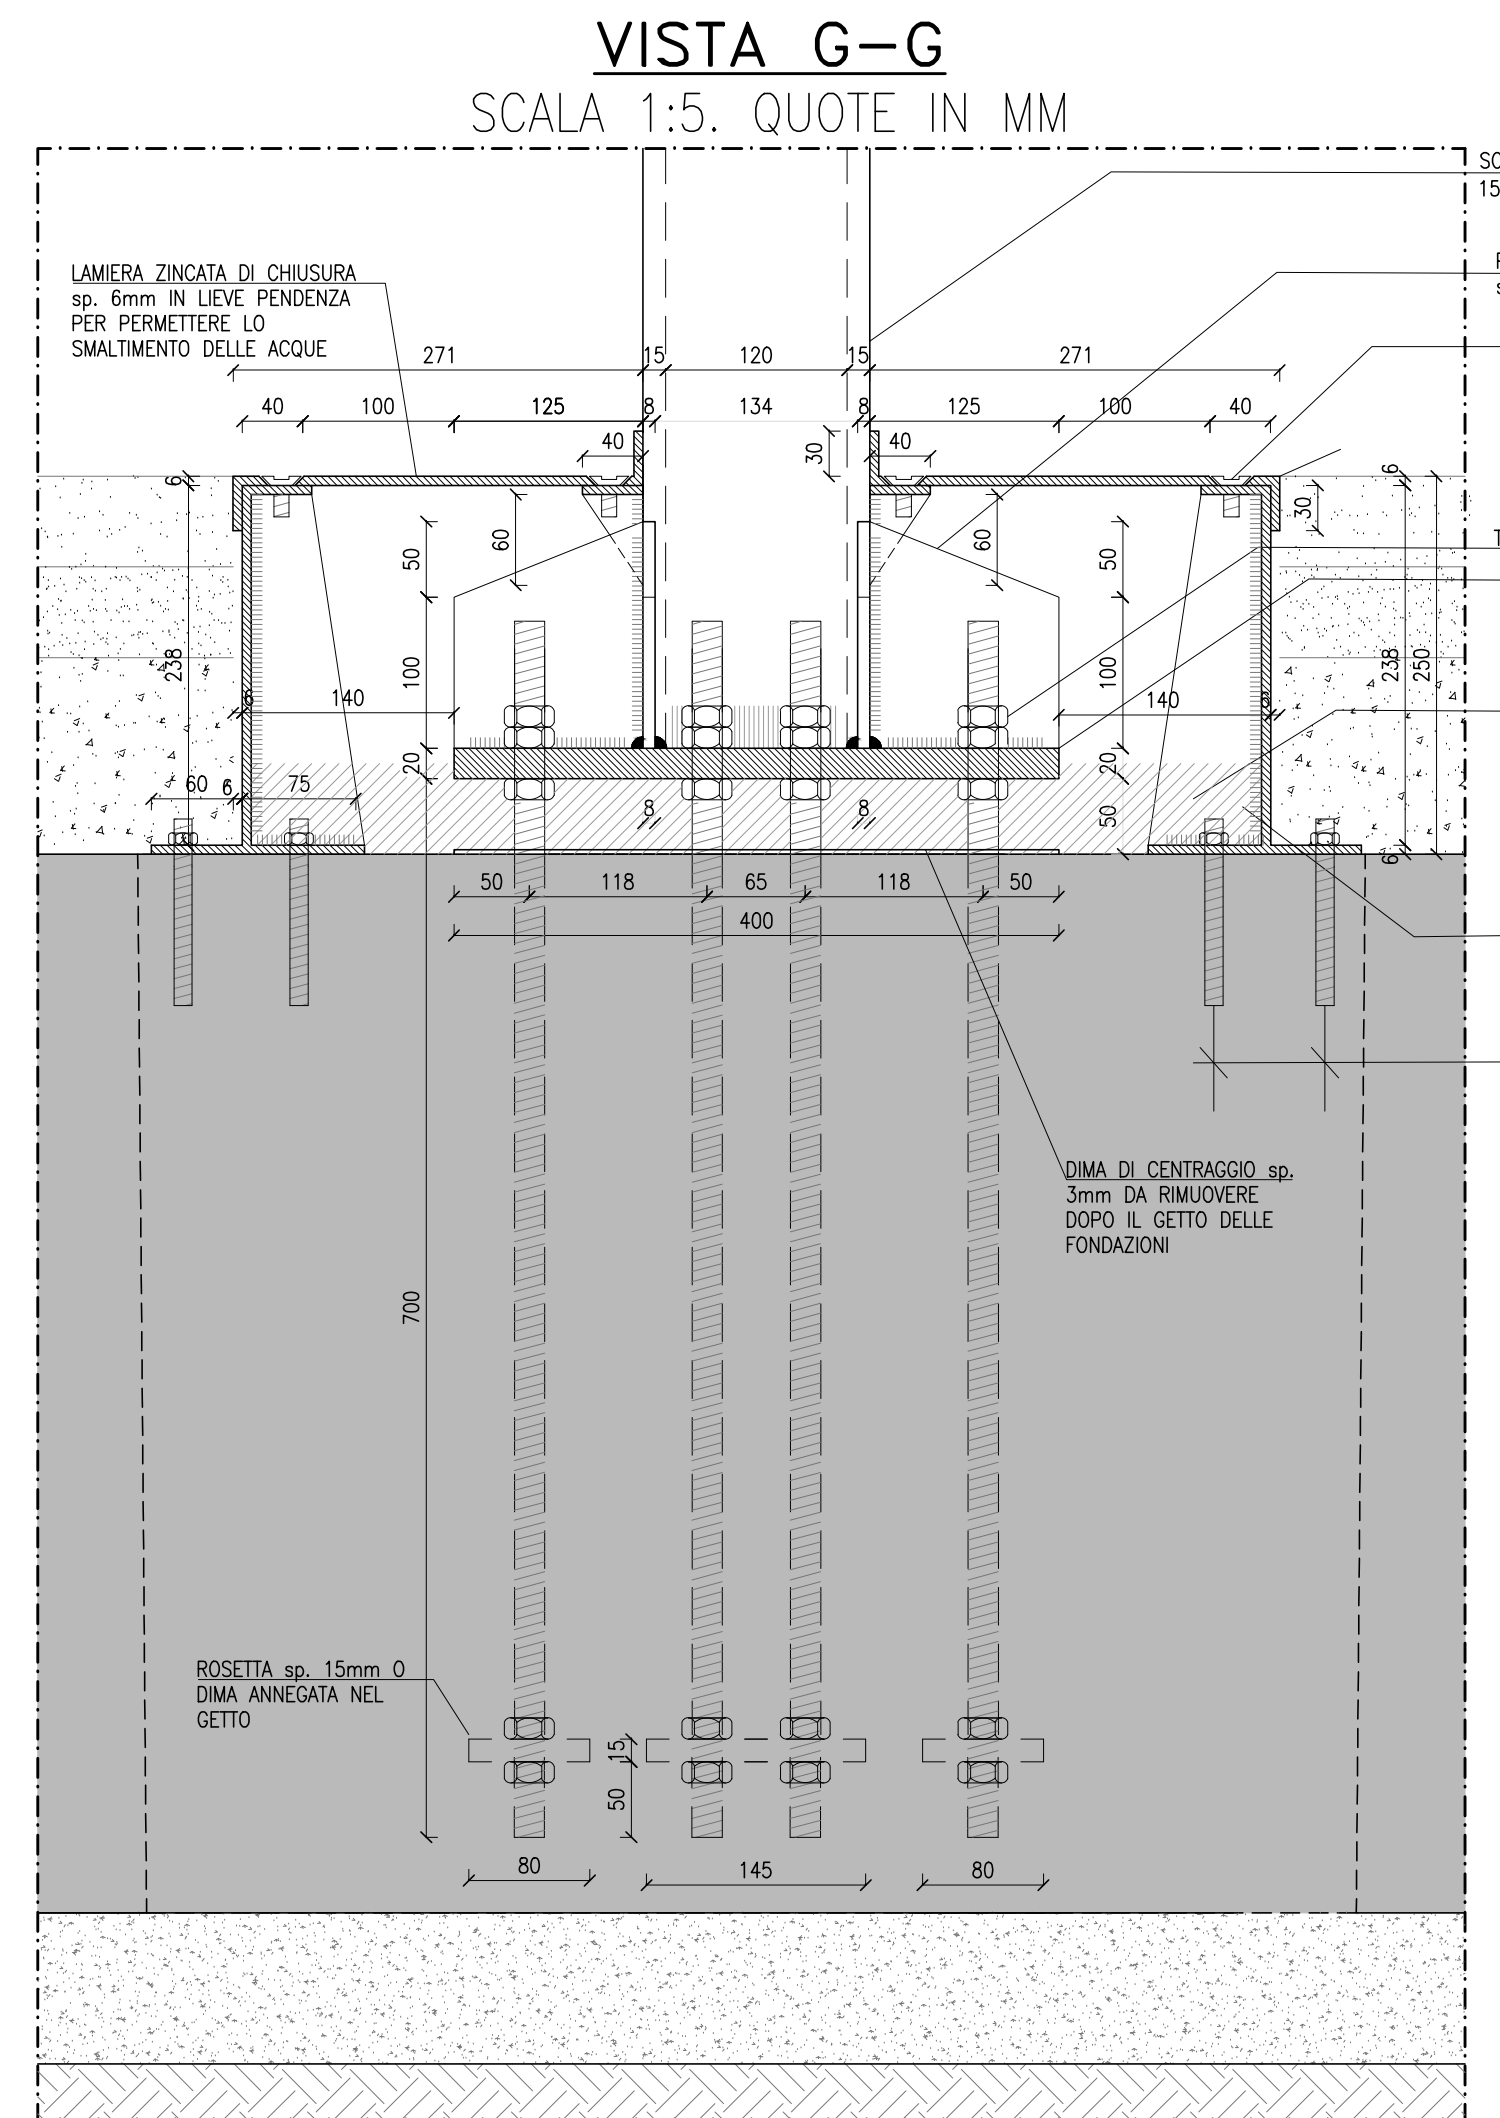 VISTA G-G
SCALA 1:5. QUOTE IN MM
SO
15
LAMIERA ZINCATA DI CHIUSURA
sp. 6mm IN LIEVE PENDENZA
PER PERMETTERE LO
SMALTIMENTO DELLE ACQUE
s
271 15 120 15 271
40 100 125 8 134 8 125 100 40
40 30 40
6 6
30
50 60 60 50
T
238 100 100 238 250
6 140 140 6
20 20
60 6 75
8 8
50
6
50 118 65 118 50
400
DIMA DI CENTRAGGIO sp.
3mm DA RIMUOVERE
DOPO IL GETTO DELLE
FONDAZIONI
700
ROSETTA sp. 15mm O
DIMA ANNEGATA NEL
GETTO
15
50
80 145 80